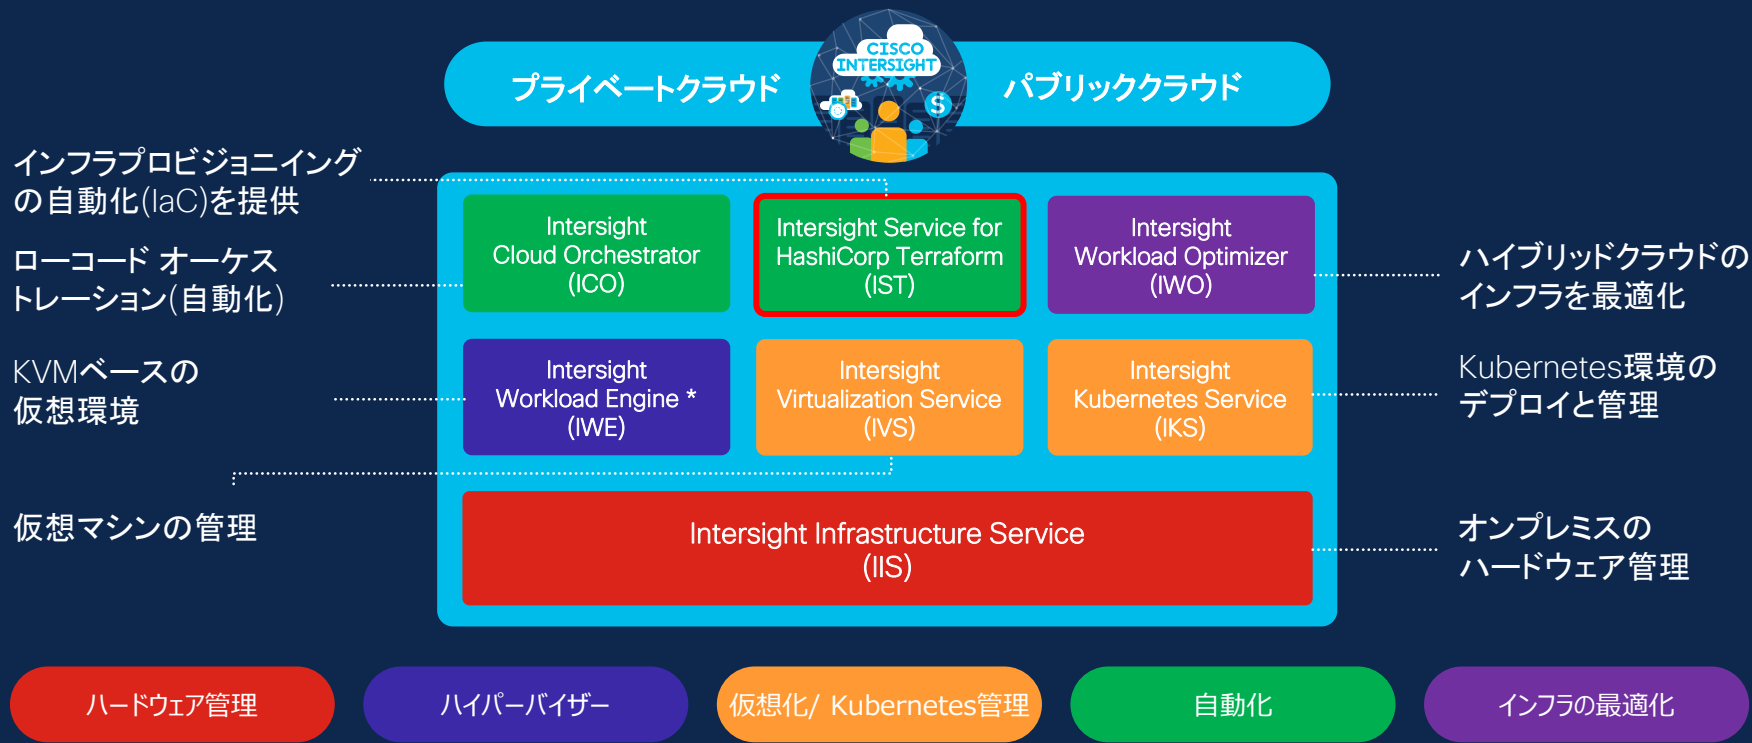 プライベートクラウド
CISCO
INTERSIGHT
パブリッククラウド
インフラプロビジョニイング
の自動化(IaC)を提供
ローコード オーケス
トレーション(自動化)
KVMベースの
仮想環境
仮想マシンの管理
Intersight
Cloud Orchestrator
(ICO)
Intersight Service for
HashiCorp Terraform
(IST)
Intersight
Workload Optimizer
(IWO)
Intersight
Workload Engine *
(IWE)
Intersight
Virtualization Service
(IVS)
Intersight
Kubernetes Service
(IKS)
Intersight Infrastructure Service
(IIS)
ハイブリッドクラウドの
インフラを最適化
Kubernetes環境の
デプロイと管理
オンプレミスの
ハードウェア管理
ハードウェア管理
ハイパーバイザー
仮想化/ Kubernetes管理
自動化
インフラの最適化